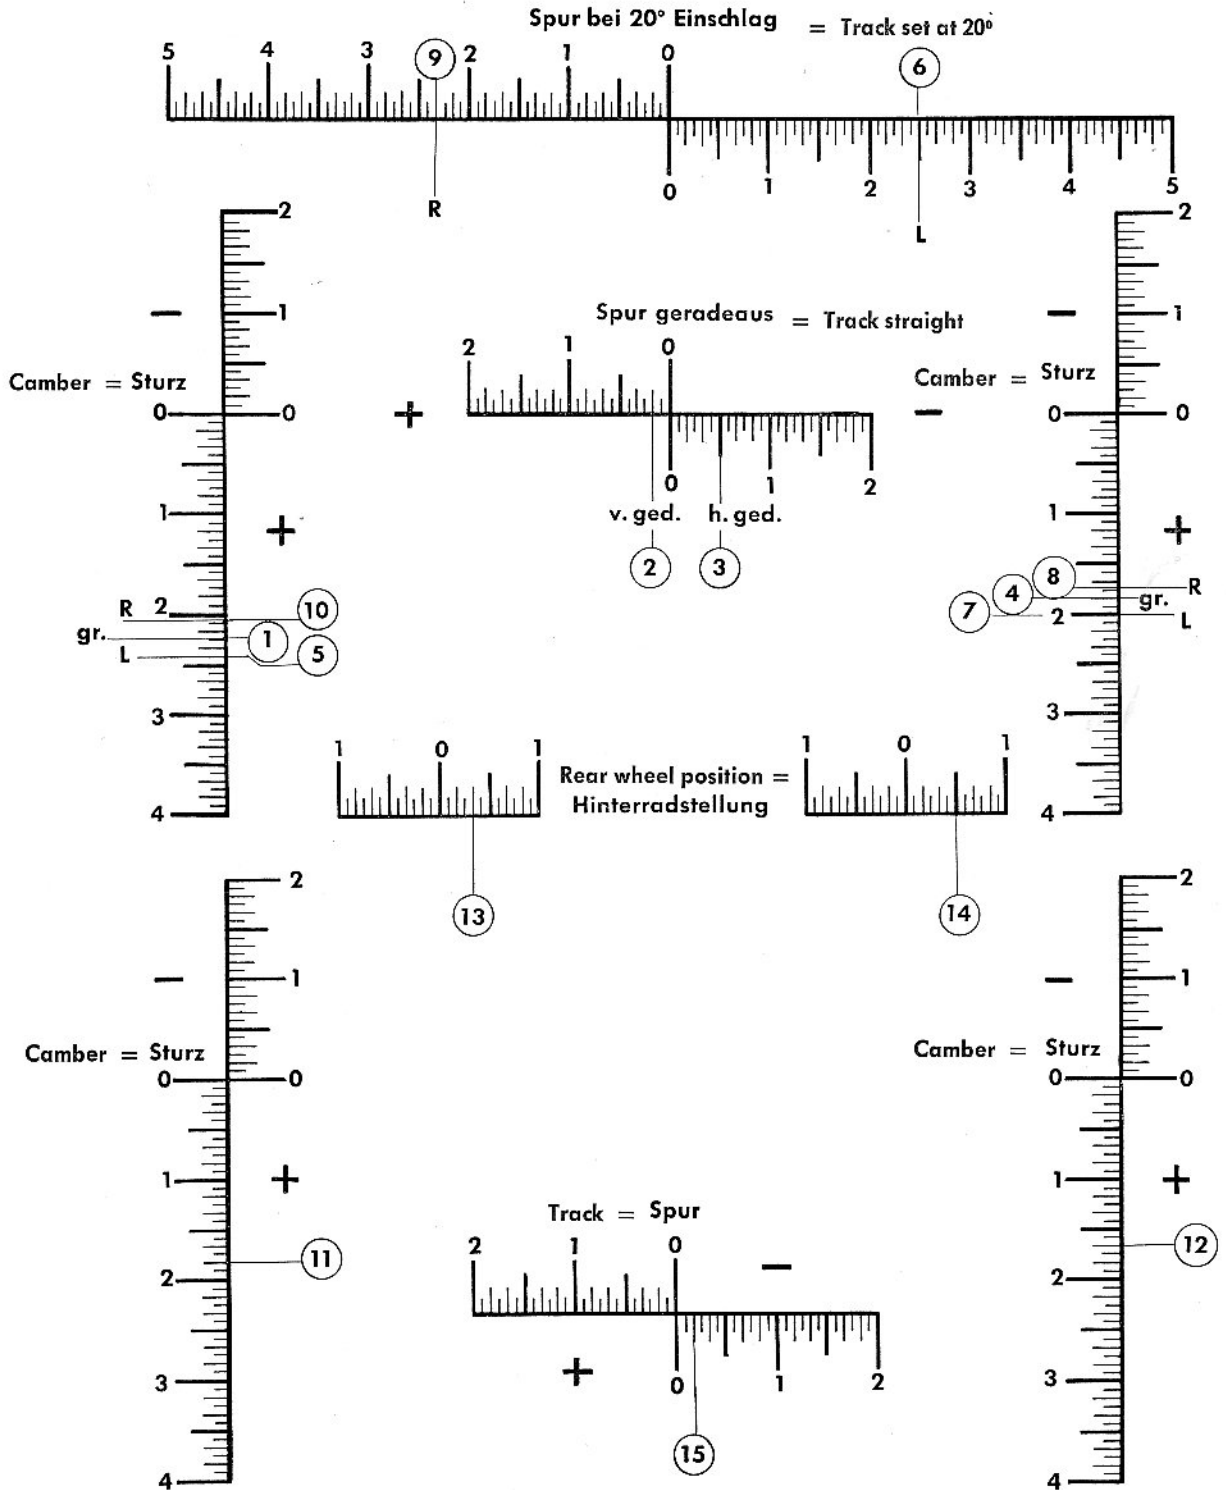 Spur bei 20° Einschlag = Track set at 20°
5 4 3 9 2 1 0 6
0 1 2 3 4 5
R
L
2 2
– –
1 1
Spur geradeaus = Track straight
2 1 0
Camber = Sturz Camber = Sturz
0 0 + – 0 0
0 1 2
1 + v. ged. h. ged. 1 +
2 3
8 R
4 gr.
7 2 L
R 2 10
gr. 1
L 5
3 3
1 0 1 1 0 1
Rear wheel position =
Hinterradstellung
4 4
13 14
2 2
– –
1 1
Camber = Sturz Camber = Sturz
0 0 0 0
1 + 1 +
Track = Spur
2 1 0 –
11 12
2 2
+ 0 1 2
3 3
15
4 4